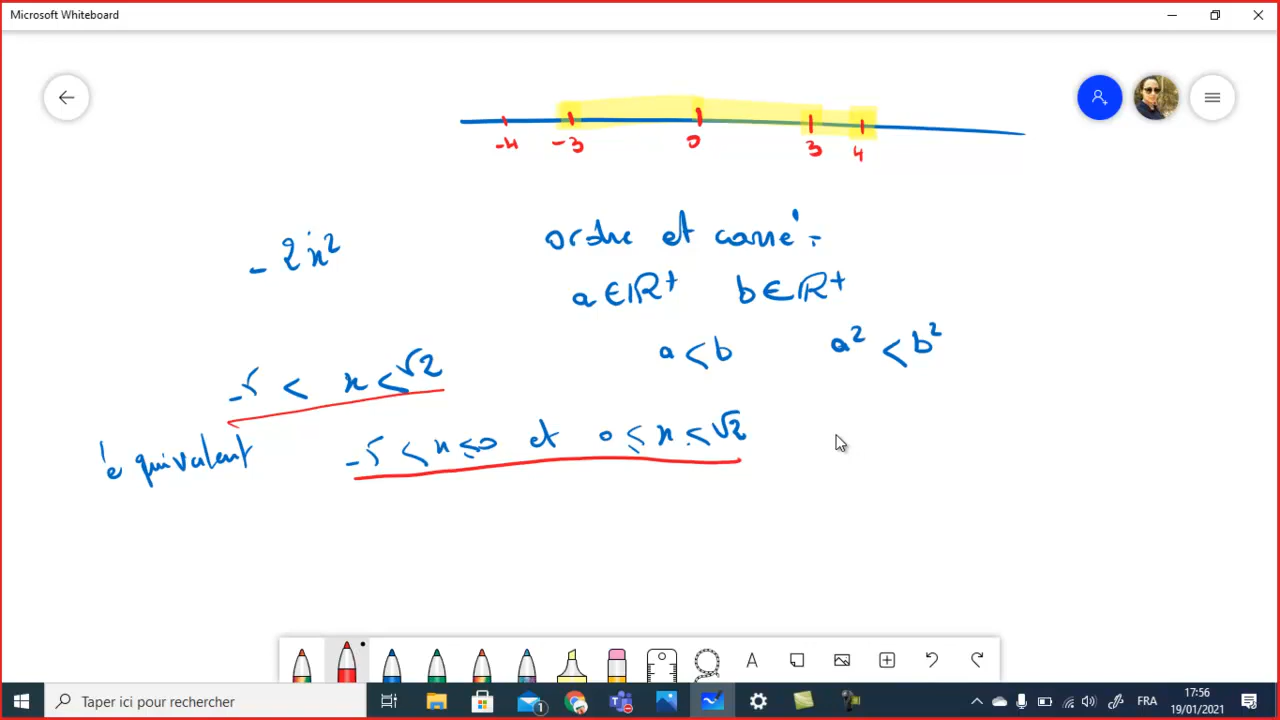 Microsoft Whiteboard
-4 -3 0 3 4
ordre et carré :
- 2x²
a ∈ ℝ⁺ b ∈ ℝ⁺
a < b a² < b²
-5 < x < √2
équivalent -5 < x ≤ 0 et 0 ≤ x ≤ √2
A
Taper ici pour rechercher
1
FRA
17:56
19/01/2021